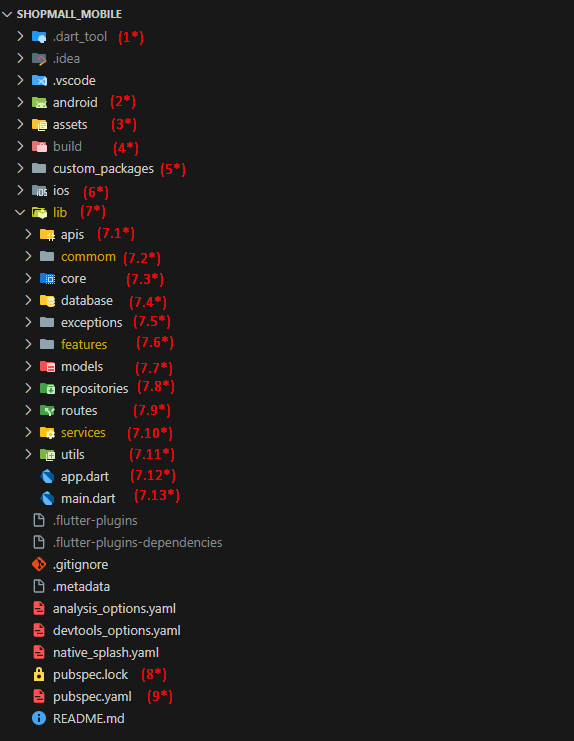 SHOPMALL_MOBILE
.dart_tool (1*)
.idea
.vscode
android (2*)
assets (3*)
build (4*)
custom_packages (5*)
iOS ios (6*)
lib (7*)
apis (7.1*)
commom (7.2*)
core (7.3*)
database (7.4*)
exceptions (7.5*)
features (7.6*)
models (7.7*)
repositories (7.8*)
routes (7.9*)
services (7.10*)
utils (7.11*)
app.dart (7.12*)
main.dart (7.13*)
.flutter-plugins
.flutter-plugins-dependencies
.gitignore
.metadata
analysis_options.yaml
devtools_options.yaml
native_splash.yaml
pubspec.lock (8*)
pubspec.yaml (9*)
README.md